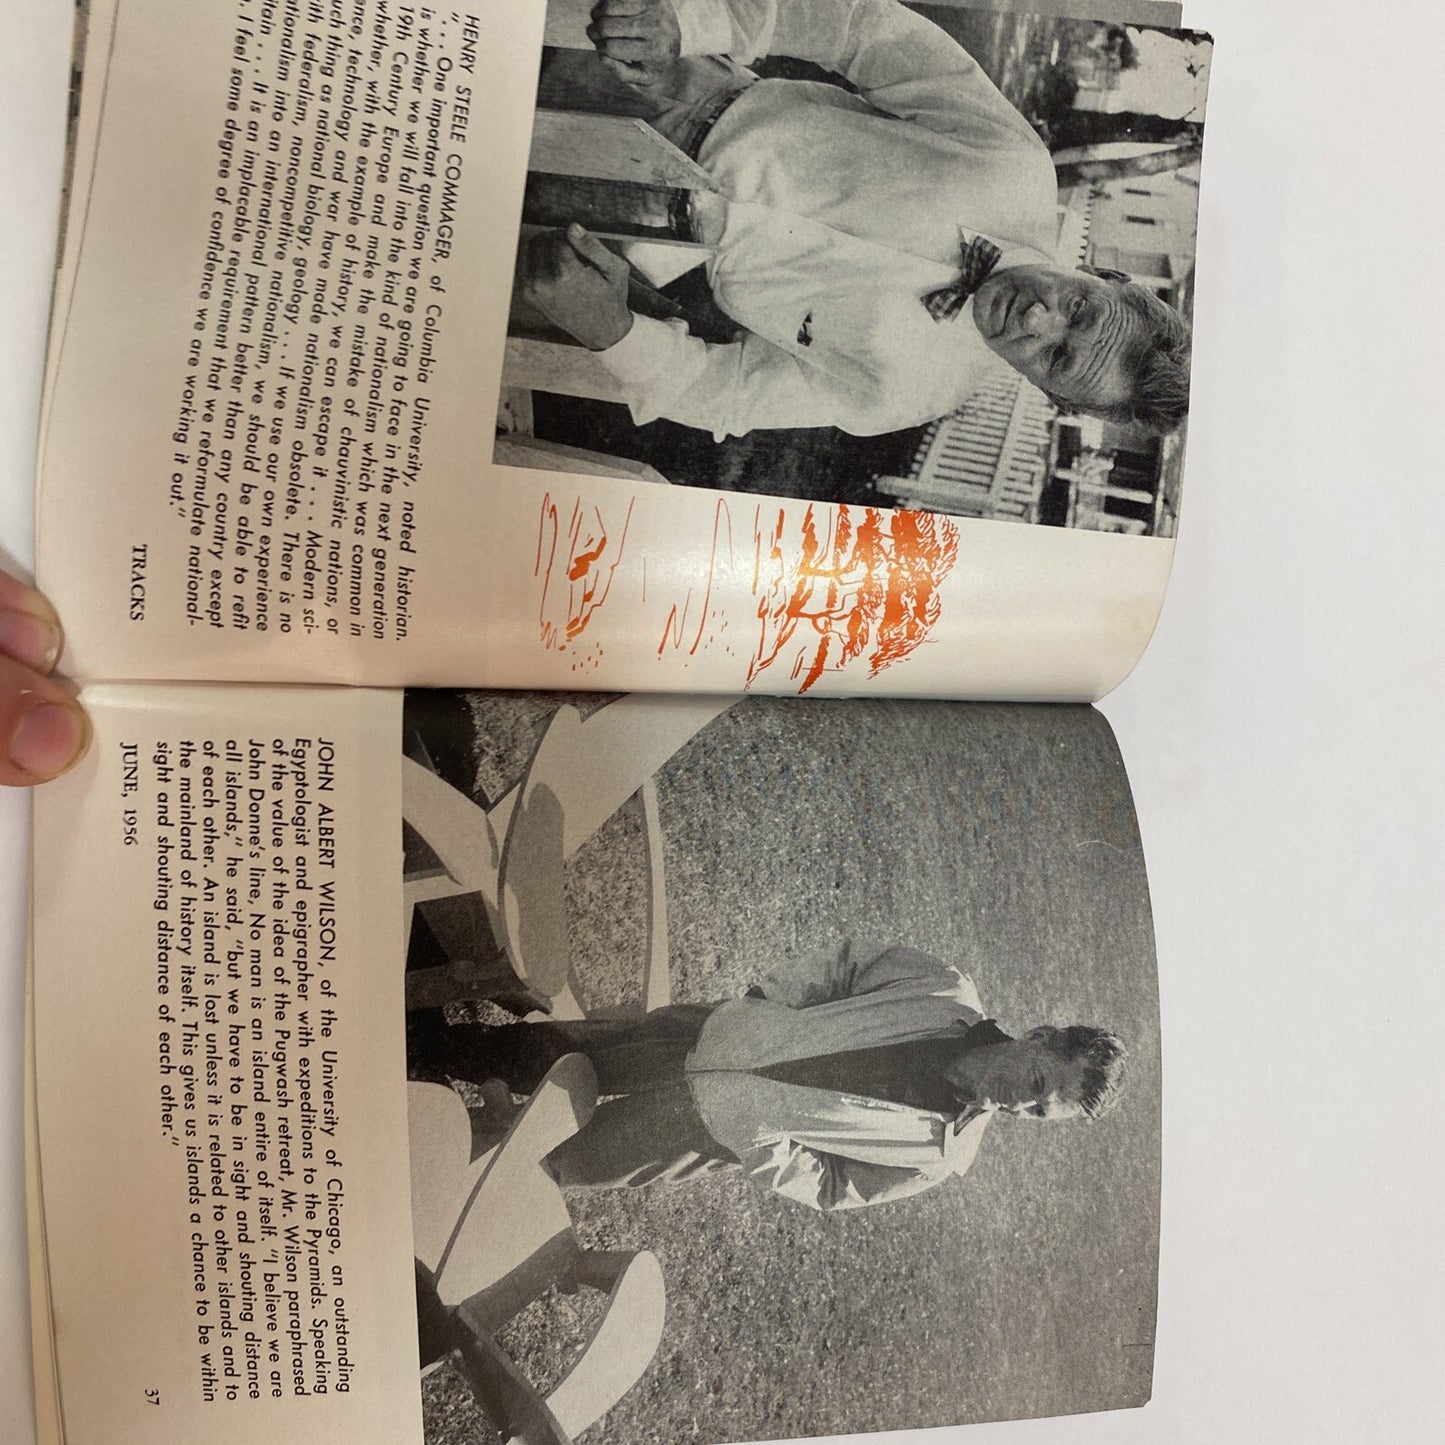 HENRY STEELE COMMAGER, of Columbia University, noted historian.
". . . One important question we are going to face in the next generation
is whether we will fall into the kind of nationalism which was common in
19th Century Europe and make the mistake of chauvinistic nations, or
whether, with the example of history, we can escape it . . . . Modern sci-
ence, technology and war have made nationalism obsolete. There is no
such thing as national biology, geology . . . . If we use our own experience
with federalism, noncompetitive nationalism, we should be able to refit
nationalism into an international pattern better than any country except
. . . . It is an implacable requirement that we reformulate national-
I feel some degree of confidence we are working it out."
TRACKS
JOHN ALBERT WILSON, of the University of Chicago, an outstanding
Egyptologist and epigrapher with expeditions to the Pyramids. Speaking
of the value of the idea of the Pugwash retreat, Mr. Wilson paraphrased
John Donne's line, No man is an island entire of itself. "I believe we are
all islands," he said, "but we have to be in sight and shouting distance
of each other. An island is lost unless it is related to other islands and to
the mainland of history itself. This gives us islands a chance to be within
sight and shouting distance of each other."
JUNE, 1956
37